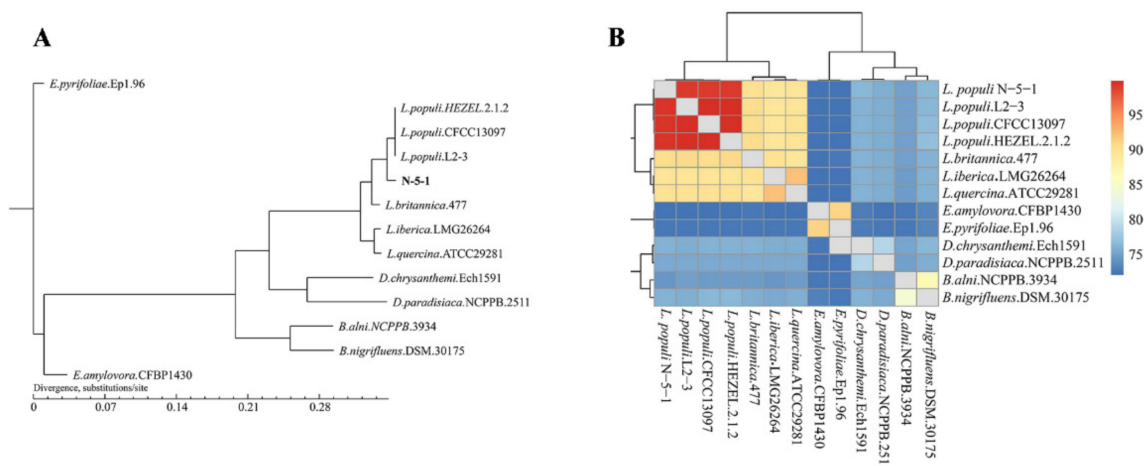 A
E.pyrifoliae.Ep1.96
L.populi.HEZEL.2.1.2
L.populi.CFCC13097
L.populi.L2-3
N-5-1
L.britannica.477
L.iberica.LMG26264
L.quercina.ATCC29281
D.chrysanthemi.Ech1591
D.paradisiaca.NCPPB.2511
B.alni.NCPPB.3934
B.nigrifluens.DSM.30175
E.amylovora.CFBP1430
Divergence, substitutions/site
0 0.07 0.14 0.21 0.28
B
L. populi N-5-1
L.populi.L2-3
L.populi.CFCC13097
L.populi.HEZEL.2.1.2
L.britannica.477
L.iberica.LMG26264
L.quercina.ATCC29281
E.amylovora.CFBP1430
E.pyrifoliae.Ep1.96
D.chrysanthemi.Ech1591
D.paradisiaca.NCPPB.2511
B.alni.NCPPB.3934
B.nigrifluens.DSM.30175
95
90
85
80
75
L. populi N-5-1
L.populi.L2-3
L.populi.CFCC13097
L.populi.HEZEL.2.1.2
L.britannica.477
L.iberica.LMG26264
L.quercina.ATCC29281
E.amylovora.CFBP1430
E.pyrifoliae.Ep1.96
D.chrysanthemi.Ech1591
D.paradisiaca.NCPPB.251
B.alni.NCPPB.3934
B.nigrifluens.DSM.30175